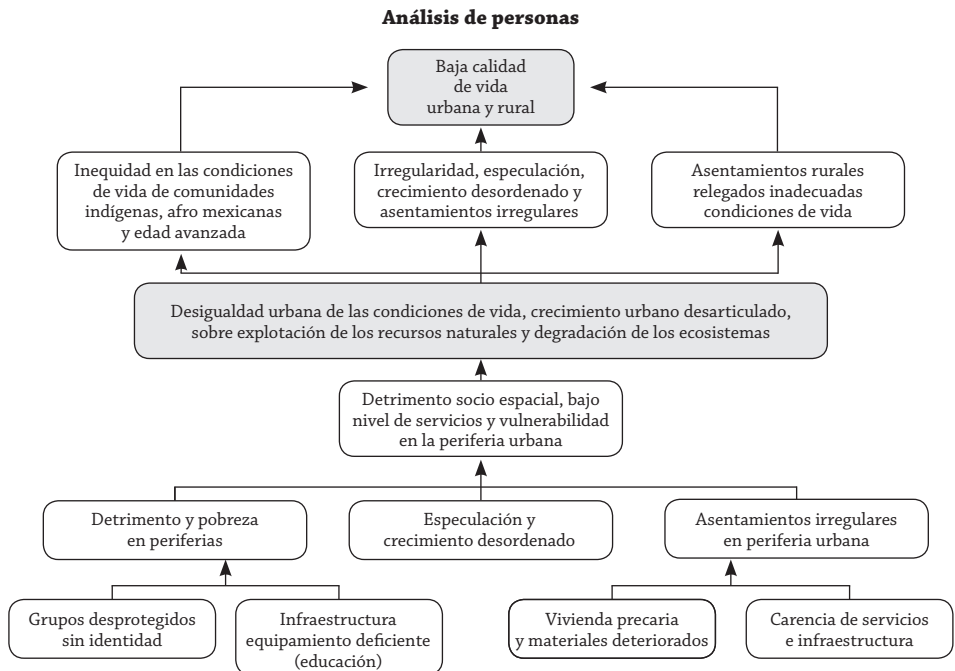 Análisis de personas
Baja calidad
de vida
urbana y rural
Inequidad en las condiciones
de vida de comunidades
indígenas, afro mexicanas
y edad avanzada
Irregularidad, especulación,
crecimiento desordenado y
asentamientos irregulares
Asentamientos rurales
relegados inadecuadas
condiciones de vida
Desigualdad urbana de las condiciones de vida, crecimiento urbano desarticulado,
sobre explotación de los recursos naturales y degradación de los ecosistemas
Detrimento socio espacial, bajo
nivel de servicios y vulnerabilidad
en la periferia urbana
Detrimento y pobreza
en periferias
Especulación y
crecimiento desordenado
Asentamientos irregulares
en periferia urbana
Grupos desprotegidos
sin identidad
Infraestructura
equipamiento deficiente
(educación)
Vivienda precaria
y materiales deteriorados
Carencia de servicios
e infraestructura